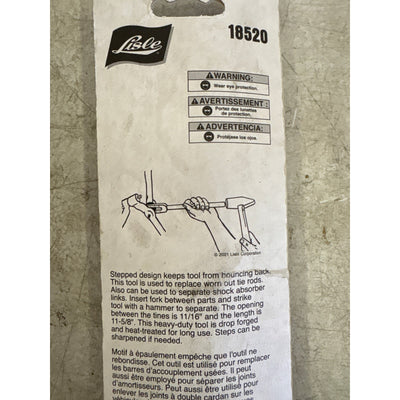 Lisle
18520
WARNING:
Wear eye protection.
AVERTISSEMENT :
Portez des lunettes
de protection.
ADVERTENCIA:
Protéjase los ojos.
© 2021 Lisle Corporation
Stepped design keeps tool from bouncing back.
This tool is used to replace worn out tie rods.
Also can be used to separate shock absorber
links. Insert fork between parts and strike
tool with a hammer to separate. The opening
between the tines is 11/16" and the length is
11-5/8". This heavy-duty tool is drop forged
and heat-treated for long use. Steps can be
sharpened if needed.
Motif à épaulement empêche que l'outil ne
rebondisse. Cet outil est utilisé pour remplacer
les barres d'accouplement usées. Il peut
aussi être utilisé pour séparer les joints
d'amortisseurs. Peut aussi être utilisé pour
enlever les joints à double cardan sur les